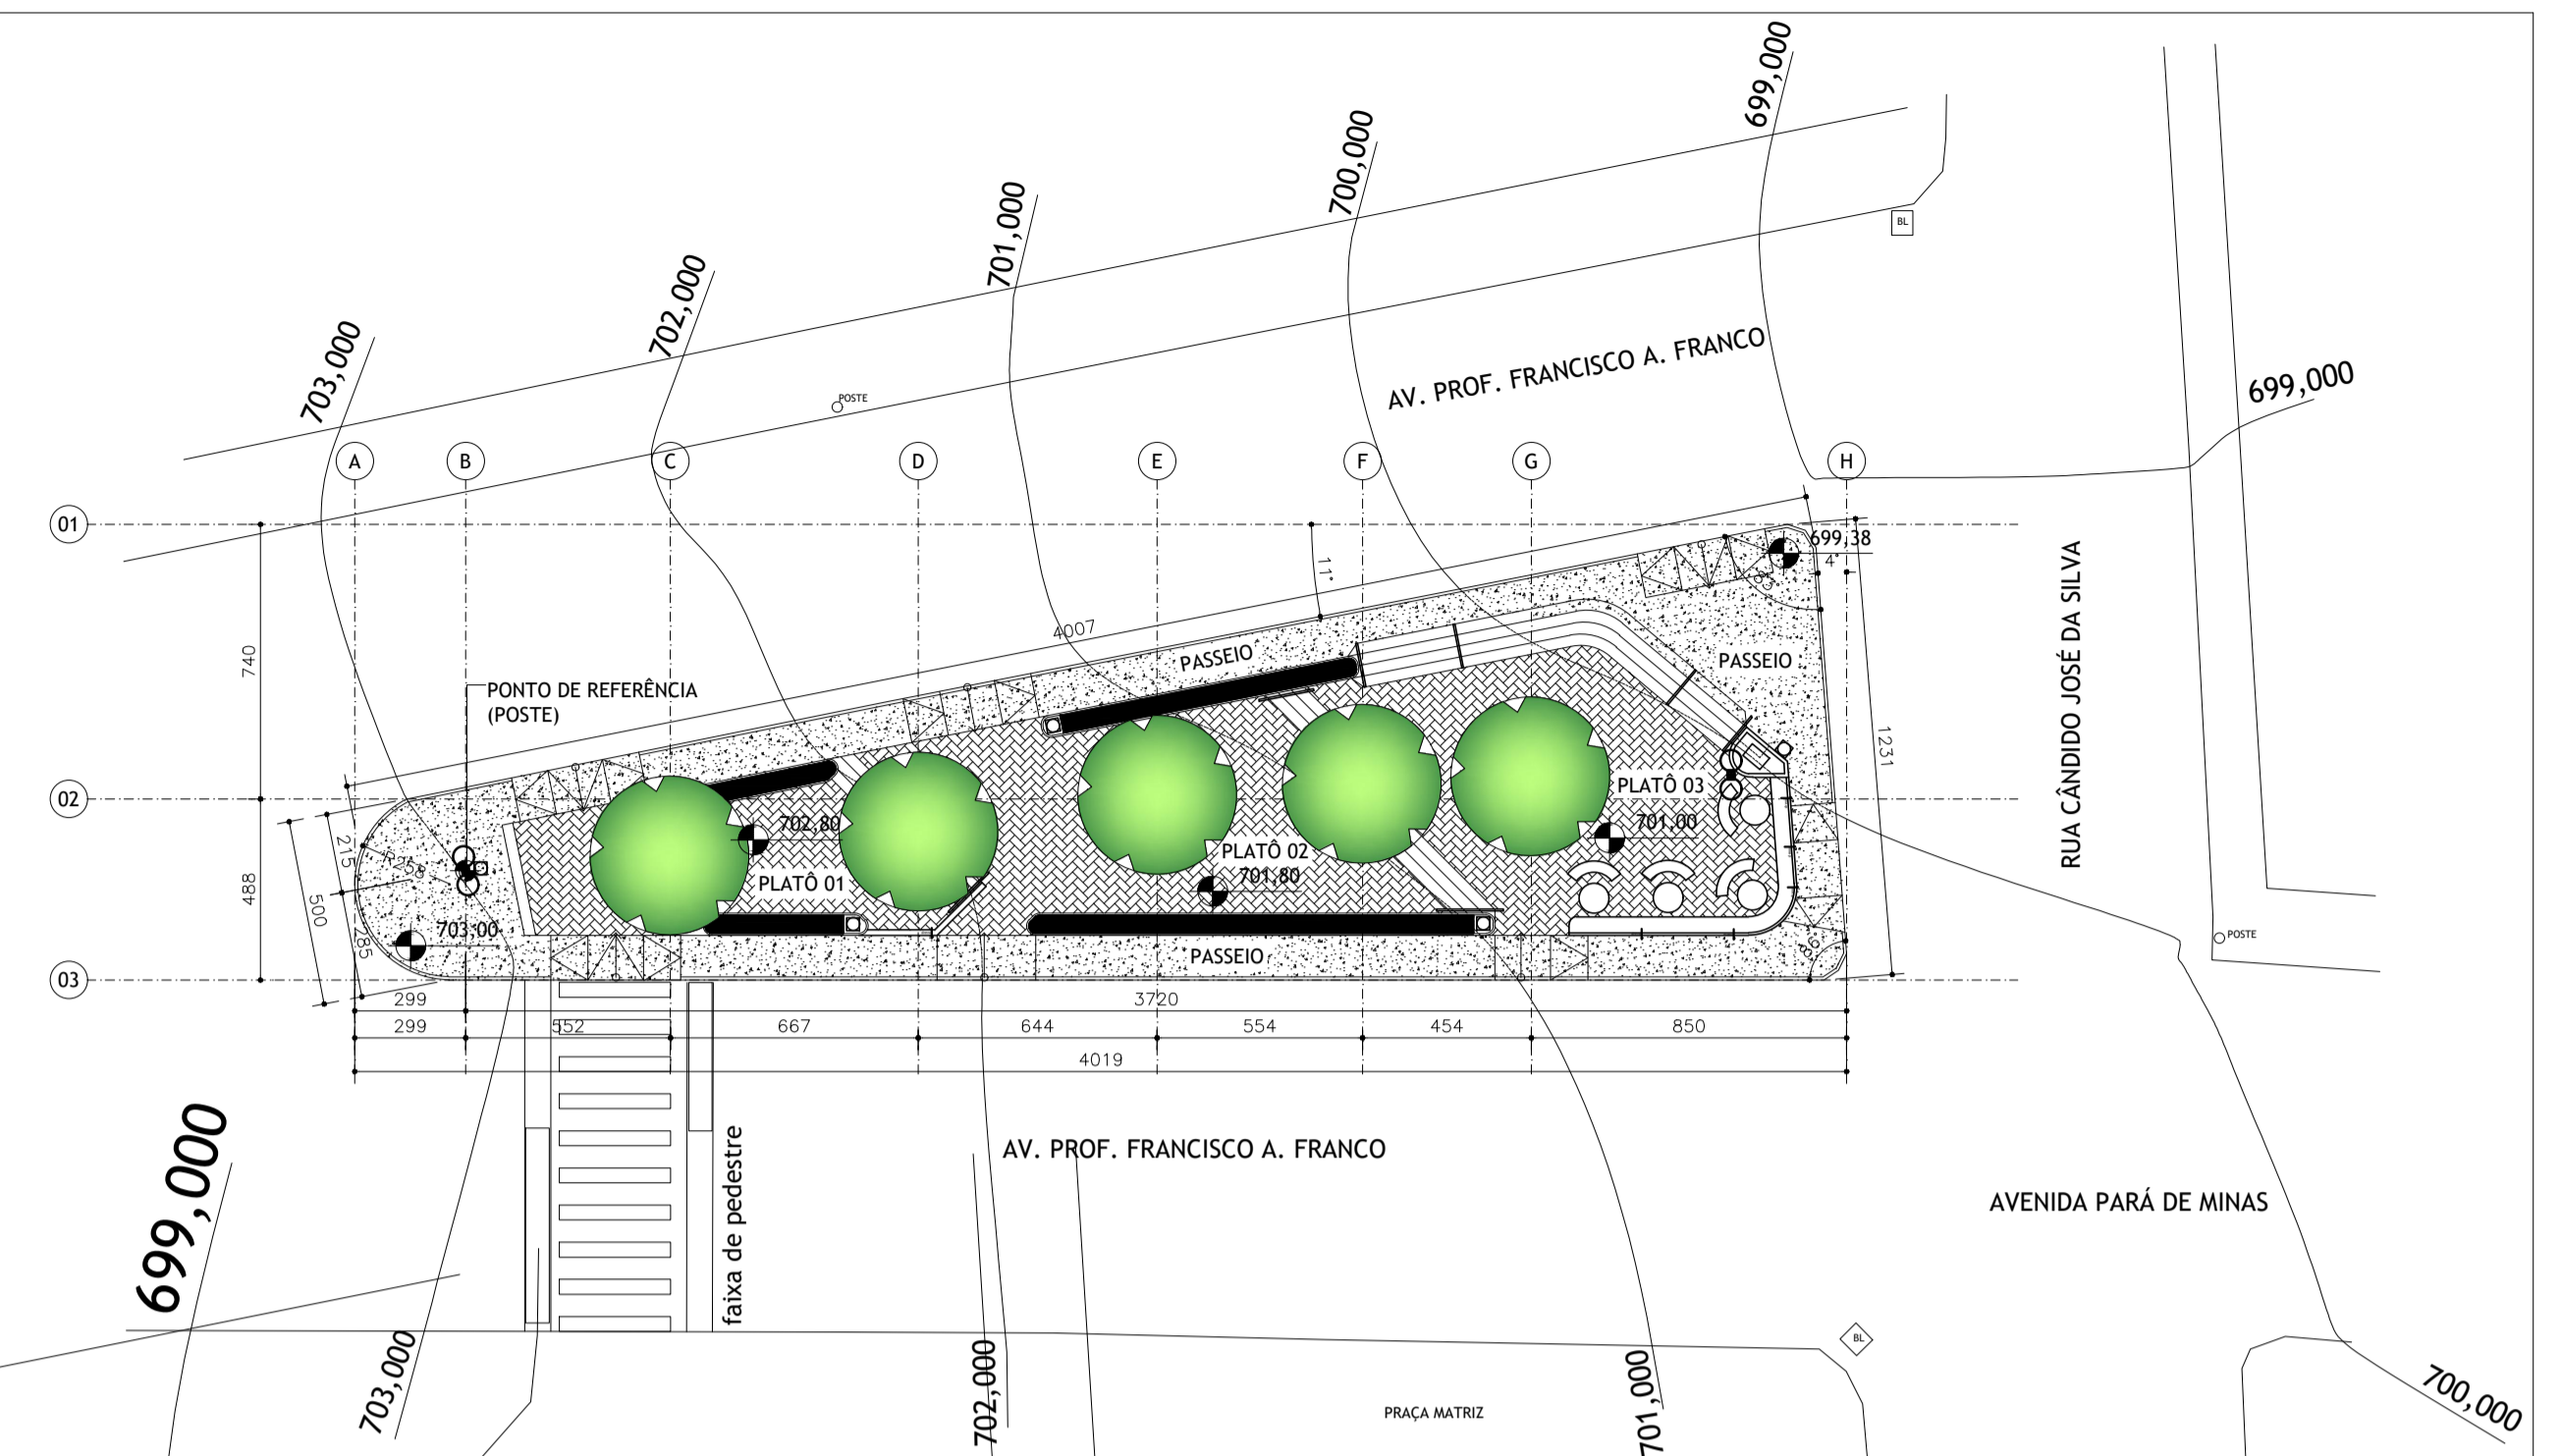 699,000
700,000
701,000
702,000
703,000
BL
AV. PROF. FRANCISCO A. FRANCO
699,000
POSTE
A
B
C
D
E
F
G
H
01
699,38
4°
11°
83°
4007
740
PASSEIO
PASSEIO
RUA CÂNDIDO JOSÉ DA SILVA
PONTO DE REFERÊNCIA
(POSTE)
1231
PLATÔ 03
02
702,80
701,00
215
R258
PLATÔ 02
701,80
PLATÔ 01
488
500
285
703,00
POSTE
PASSEIO
03
299
3720
299
552
667
644
554
454
850
4019
699,000
faixa de pedestre
AV. PROF. FRANCISCO A. FRANCO
AVENIDA PARÁ DE MINAS
703,000
702,000
701,000
BL
PRAÇA MATRIZ
700,000